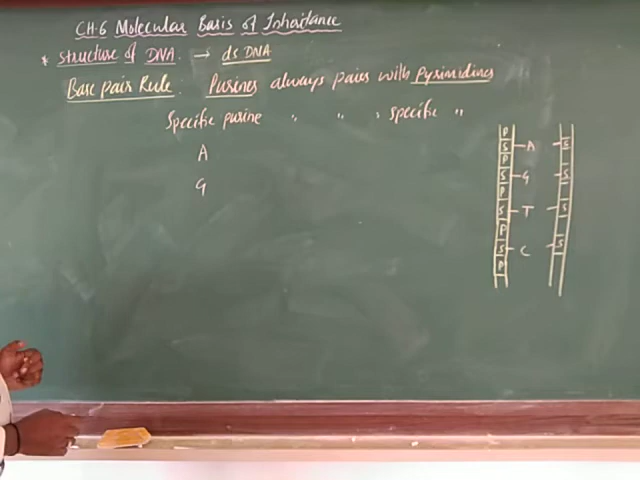 CH-6 Molecular Basis of Inhoritance
* Structure of DNA. → ds DNA
Base pair Rule. Purines always pairs with Pyrimidines
Specific purine " " , specific "
A
G
P
S A S
P
S G S
P
S T S
P
S C S
P